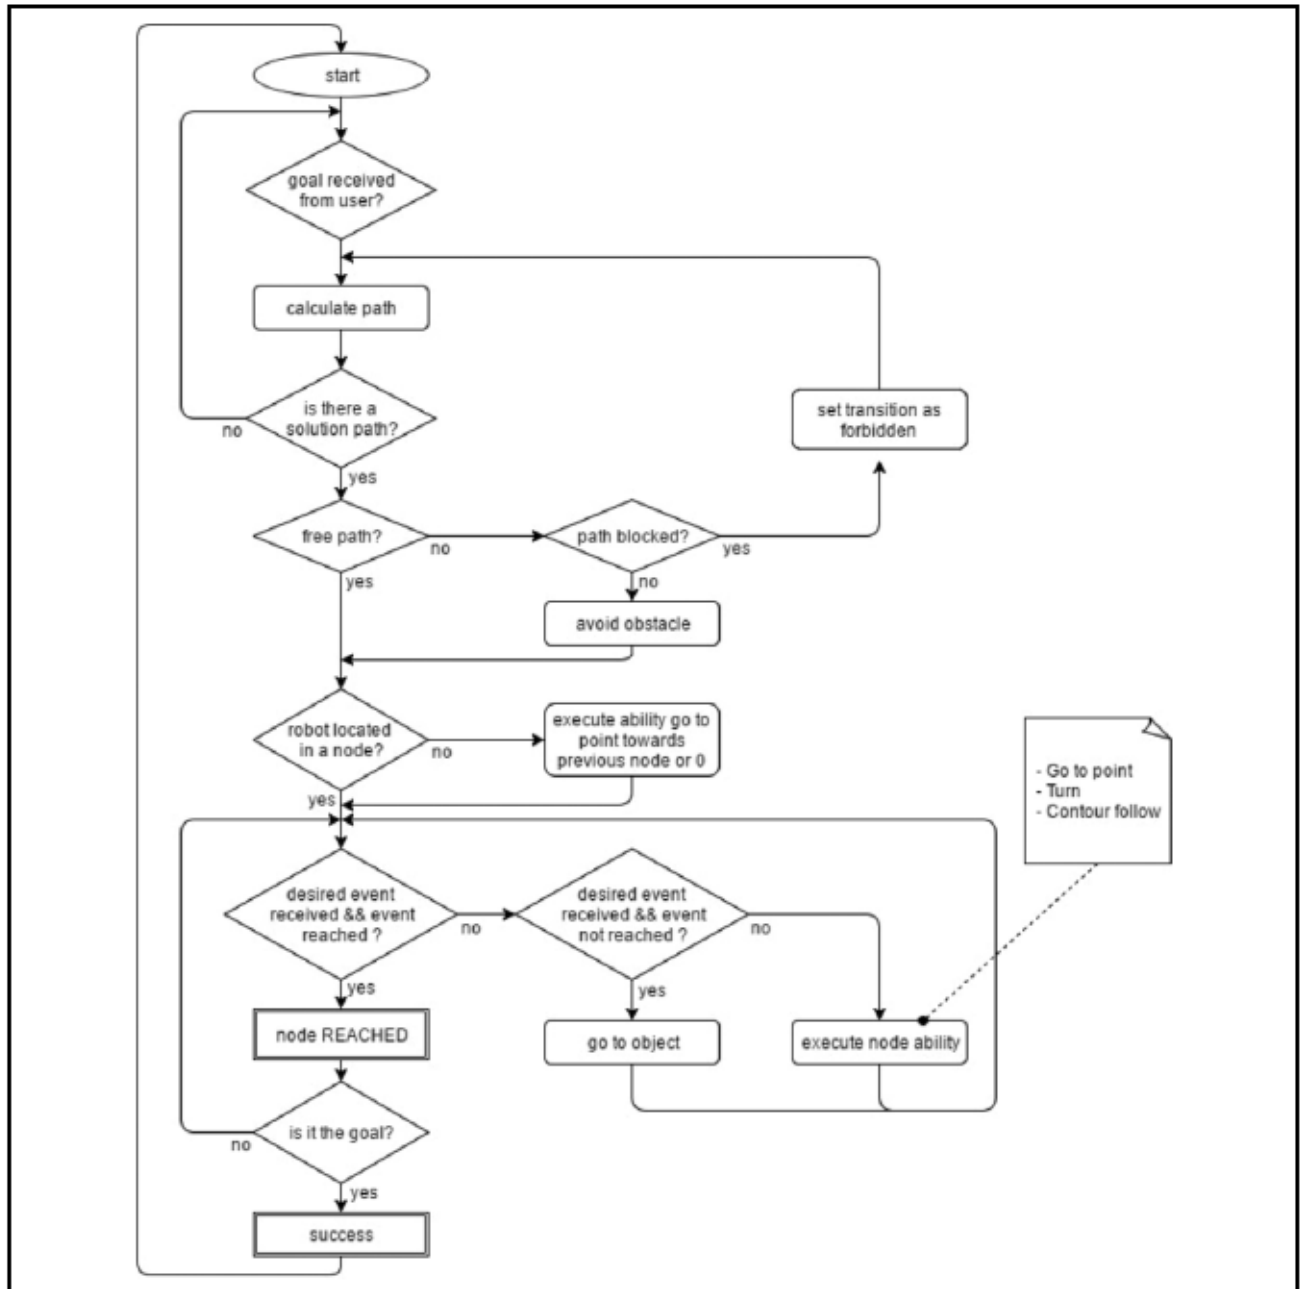 start
goal received
from user?
calculate path
is there a
solution path?
no
yes
set transition as
forbidden
free path?
no
path blocked?
yes
yes
no
avoid obstacle
robot located
in a node?
no
execute ability go to
point towards
previous node or 0
yes
- Go to point
- Turn
- Contour follow
desired event
received && event
reached ?
no
desired event
received && event
not reached ?
no
yes
yes
node REACHED
go to object
execute node ability
is it the goal?
no
yes
success